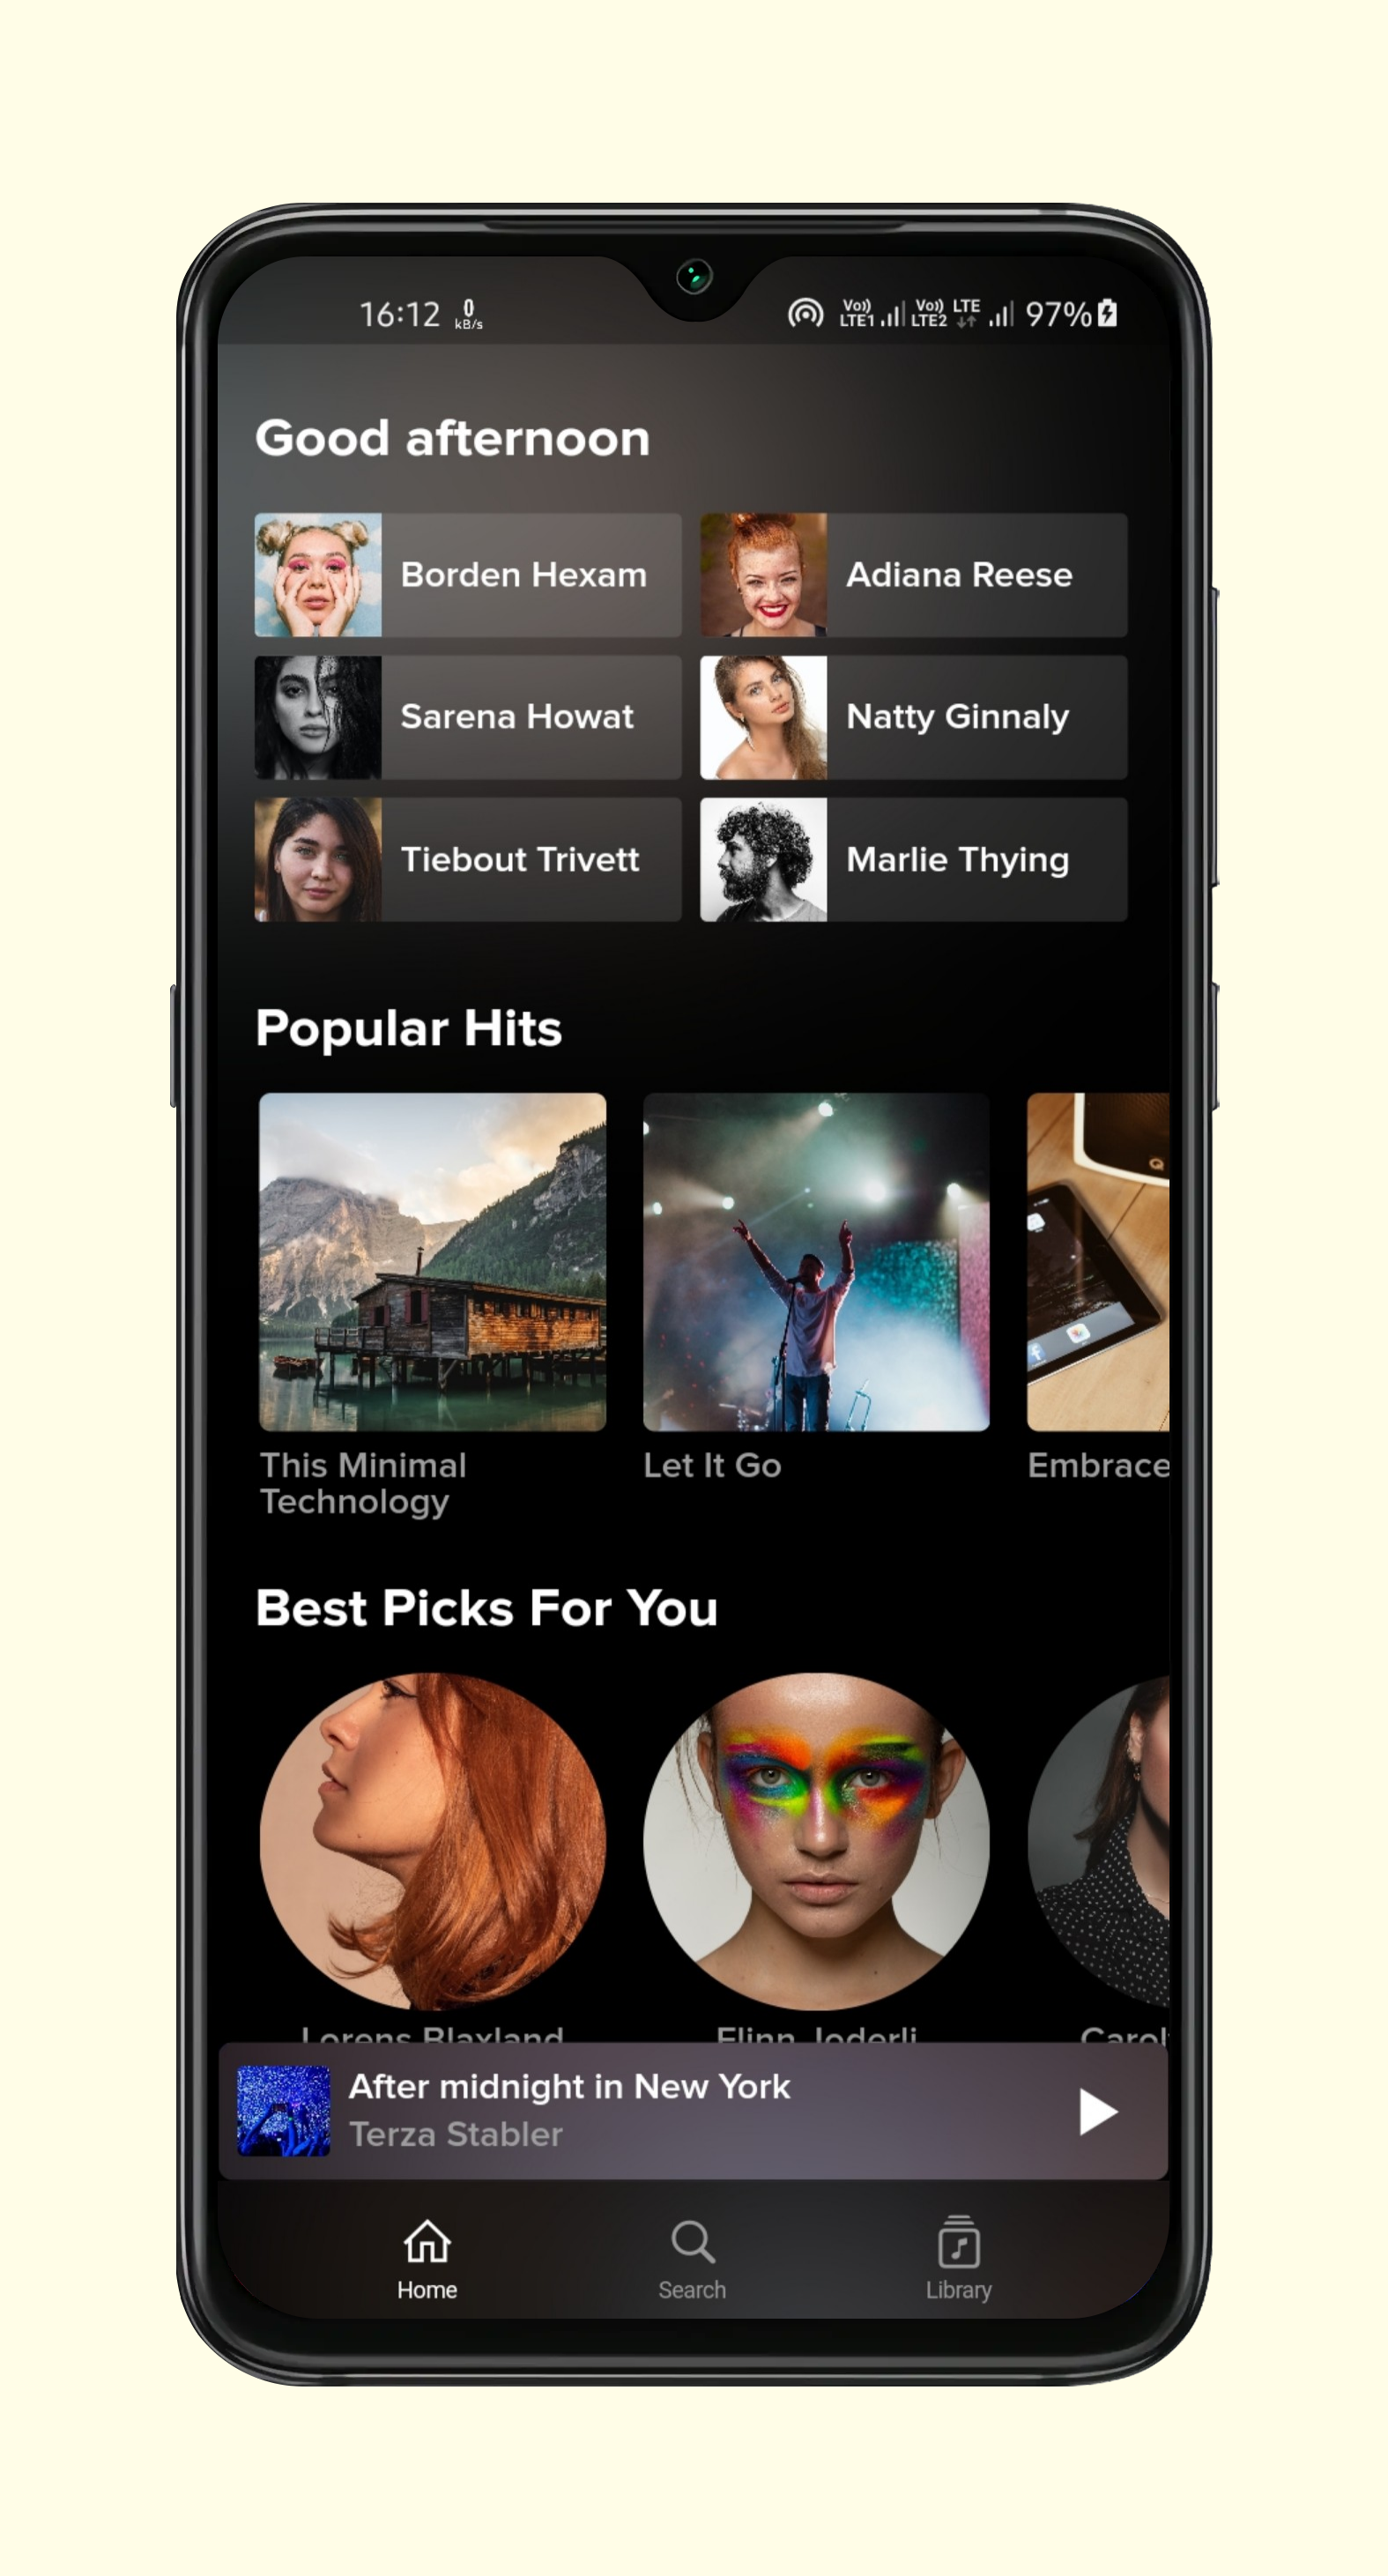 16:12 0 kB/s Vo)) LTE1 Vo)) LTE2 LTE 97%
Good afternoon
Borden Hexam
Adiana Reese
Sarena Howat
Natty Ginnaly
Tiebout Trivett
Marlie Thying
Popular Hits
This Minimal
Technology
Let It Go
Embrace
Best Picks For You
Lorens Blaxland
Elinn Joderli
Carol
After midnight in New York
Terza Stabler
Home
Search
Library